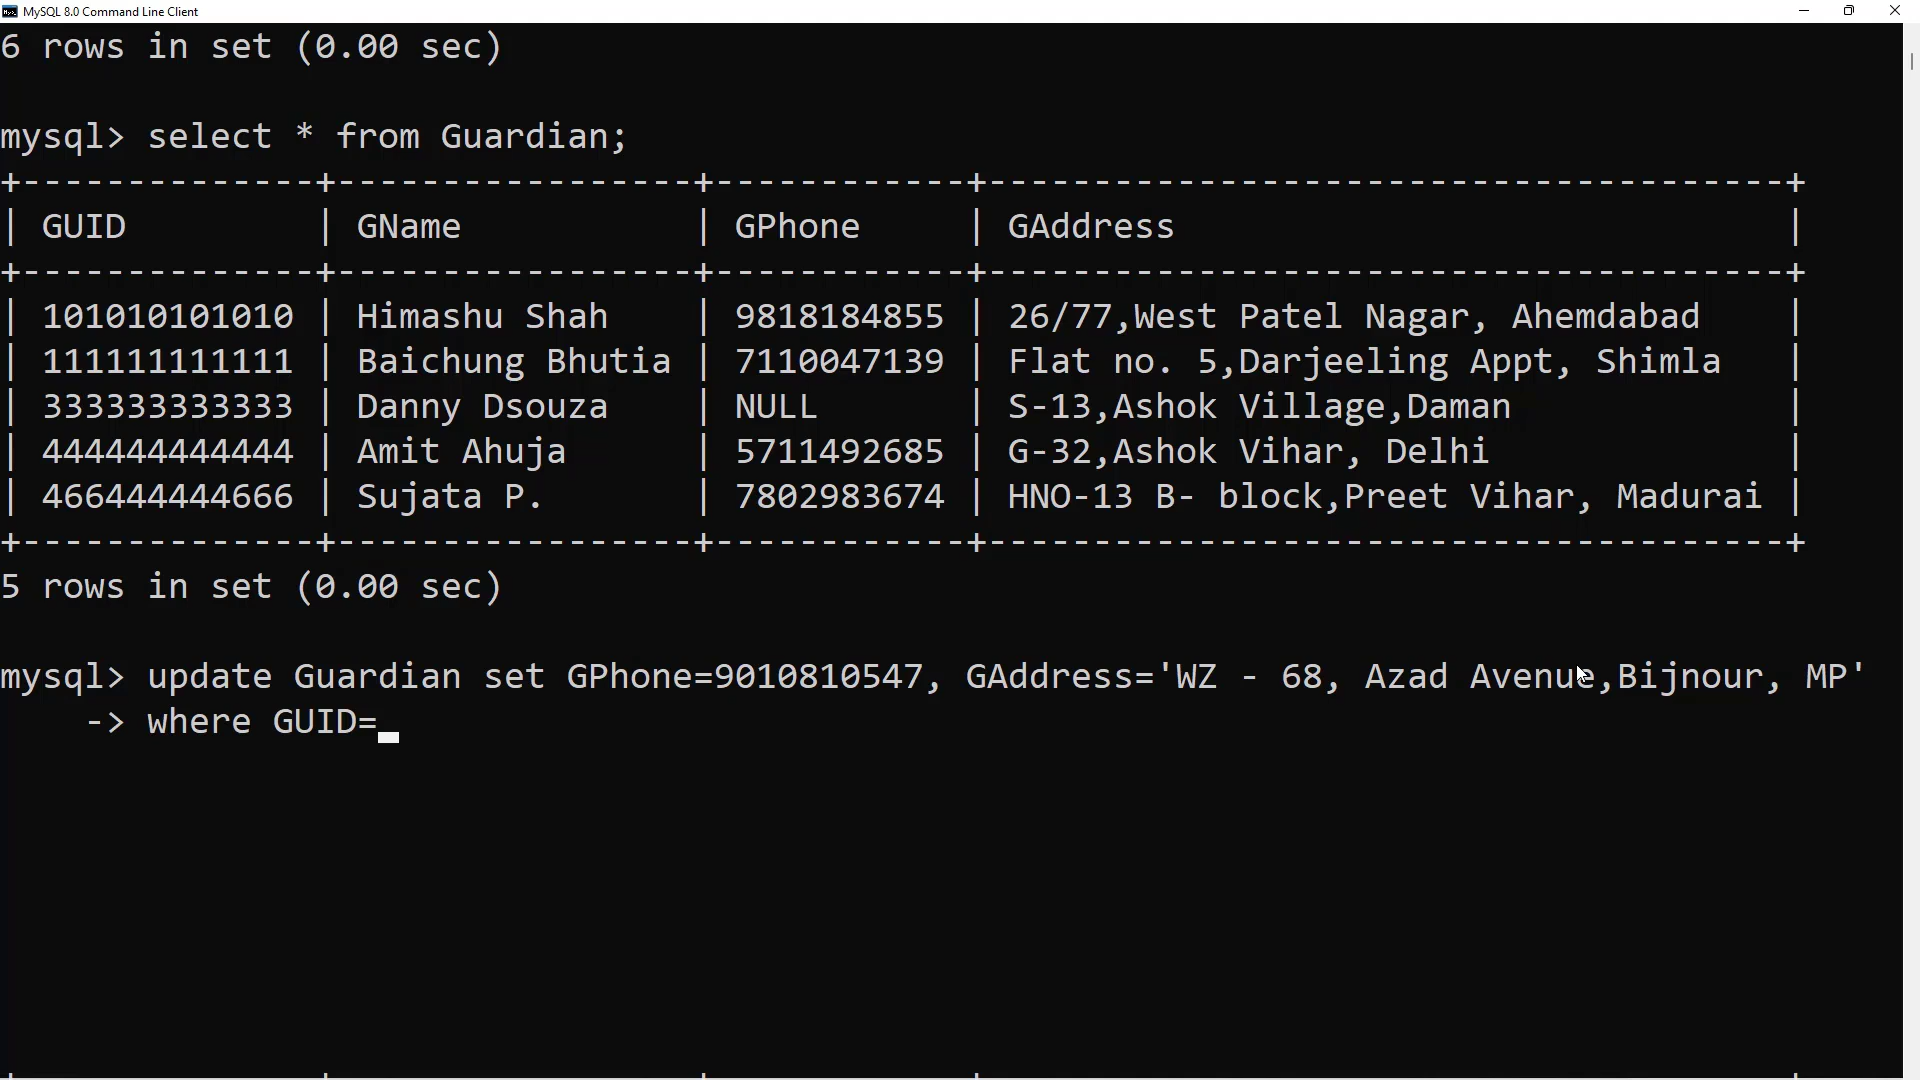 MySQL 8.0 Command Line Client
6 rows in set (0.00 sec)
mysql> select * from Guardian;
+--------------+-----------------+------------+--------------------------------------+
| GUID         | GName           | GPhone     | GAddress                             |
+--------------+-----------------+------------+--------------------------------------+
| 101010101010 | Himashu Shah    | 9818184855 | 26/77,West Patel Nagar, Ahemdabad    |
| 111111111111 | Baichung Bhutia | 7110047139 | Flat no. 5,Darjeeling Appt, Shimla   |
| 333333333333 | Danny Dsouza    | NULL       | S-13,Ashok Village,Daman             |
| 444444444444 | Amit Ahuja      | 5711492685 | G-32,Ashok Vihar, Delhi              |
| 466444444666 | Sujata P.       | 7802983674 | HNO-13 B- block,Preet Vihar, Madurai |
+--------------+-----------------+------------+--------------------------------------+
5 rows in set (0.00 sec)
mysql> update Guardian set GPhone=9010810547, GAddress='WZ - 68, Azad Avenue,Bijnour, MP'
    -> where GUID=